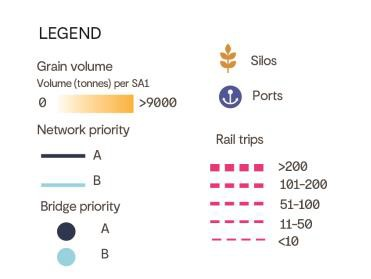 LEGEND
Grain volume
Volume (tonnes) per SA1
0 >9000
Network priority
A
B
Bridge priority
A
B
Silos
Ports
Rail trips
>200
101-200
51-100
11-50
<10